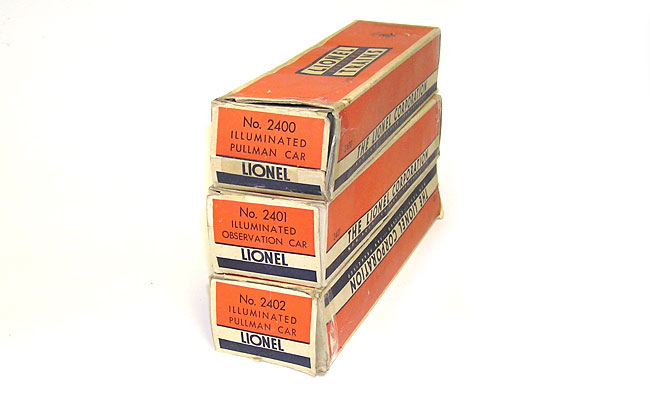 LIONEL
TRAINS
No. 2400
ILLUMINATED
PULLMAN CAR
LIONEL
THE LIONEL CORPORATION
No. 2401
ILLUMINATED
OBSERVATION CAR
LIONEL
THE LIONEL CORPORATION
No. 2402
ILLUMINATED
PULLMAN CAR
LIONEL
THE LIONEL CORPORATION